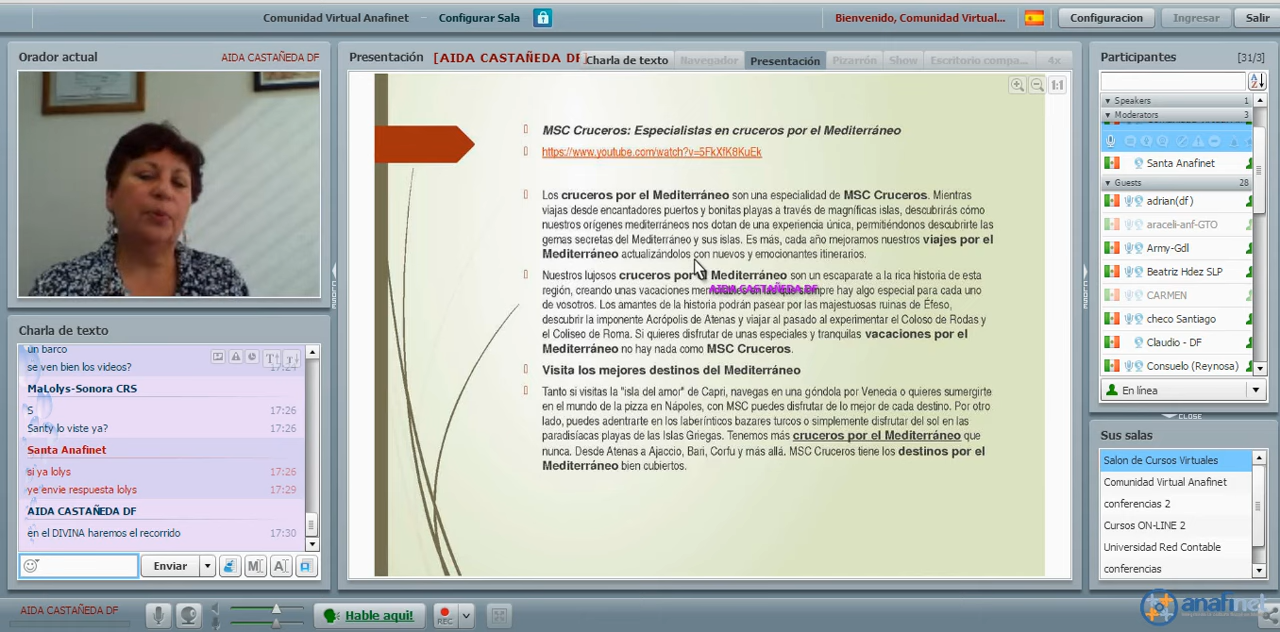 Comunidad Virtual Anafinet
Configurar Sala
Bienvenido, Comunidad Virtual...
Configuracion
Ingresar
Salir
Orador actual
AIDA CASTAÑEDA DF
Presentación
[AIDA CASTAÑEDA DF]
Charla de texto
Navegador
Presentación
Pizarrón
Show
Escritorio compa...
4x
MSC Cruceros: Especialistas en cruceros por el Mediterráneo
https://www.youtube.com/watch?v=5FkXfK8KuEk
Los cruceros por el Mediterráneo son una especialidad de MSC Cruceros. Mientras
viajas desde encantadores puertos y bonitas playas a través de magníficas islas, descubrirás cómo
nuestros orígenes mediterráneos nos dotan de una experiencia única, permitiéndonos descubrirte las
gemas secretas del Mediterráneo y sus islas. Es más, cada año mejoramos nuestros viajes por el
Mediterráneo actualizándolos con nuevos y emocionantes itinerarios.
Nuestros lujosos cruceros por el Mediterráneo son un escaparate a la rica historia de esta
región, creando unas vacaciones en las que siempre hay algo especial para cada uno
AIDA CASTAÑEDA DF
de vosotros. Los amantes de la historia podrán pasear por las majestuosas ruinas de Éfeso,
descubrir la imponente Acrópolis de Atenas y viajar al pasado al experimentar el Coloso de Rodas y
el Coliseo de Roma. Si quieres disfrutar de unas especiales y tranquilas vacaciones por el
Mediterráneo no hay nada como MSC Cruceros.
Visita los mejores destinos del Mediterráneo
Tanto si visitas la "isla del amor" de Capri, navegas en una góndola por Venecia o quieres sumergirte
en el mundo de la pizza en Nápoles, con MSC puedes disfrutar de lo mejor de cada destino. Por otro
lado, puedes adentrarte en los laberínticos bazares turcos o simplemente disfrutar del sol en las
paradisíacas playas de las Islas Griegas. Tenemos más cruceros por el Mediterráneo que
nunca. Desde Atenas a Ajaccio, Bari, Corfu y más allá. MSC Cruceros tiene los destinos por el
Mediterráneo bien cubiertos.
1:1
Charla de texto
un barco
se ven bien los videos? 17:25
MaLolys-Sonora CRS
S 17:26
Santy lo viste ya? 17:26
Santa Anafinet
si ya lolys 17:26
ye envie respuesta lolys 17:29
AIDA CASTAÑEDA DF
en el DIVINA haremos el recorrido 17:30
Enviar
Participantes
[31/3]
Speakers 1
Moderators 3
Santa Anafinet
Guests 28
adrian(df)
araceli-anf-GTO
Army-Gdl
Beatriz Hdez SLP
CARMEN
checo Santiago
Claudio - DF
Consuelo (Reynosa)
En línea
CLOSE
Sus salas
Salon de Cursos Virtuales
Comunidad Virtual Anafinet
conferencias 2
Cursos ON-LINE 2
Universidad Red Contable
conferencias
AIDA CASTAÑEDA DF
Hable aqui!
REC
anafinet